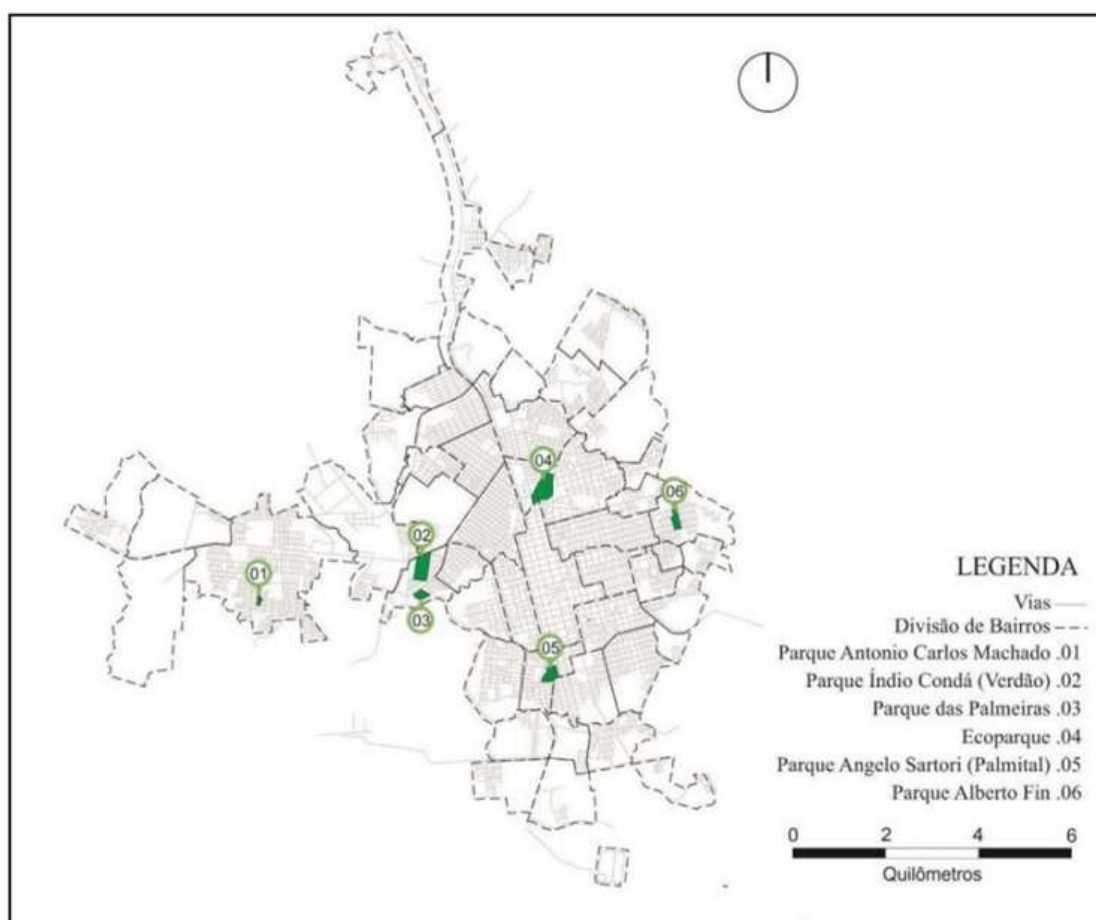 04
06
02
01
03
05
LEGENDA
Vias
Divisão de Bairros
Parque Antonio Carlos Machado .01
Parque Índio Condá (Verdão) .02
Parque das Palmeiras .03
Ecoparque .04
Parque Angelo Sartori (Palmital) .05
Parque Alberto Fin .06
0 2 4 6
Quilômetros